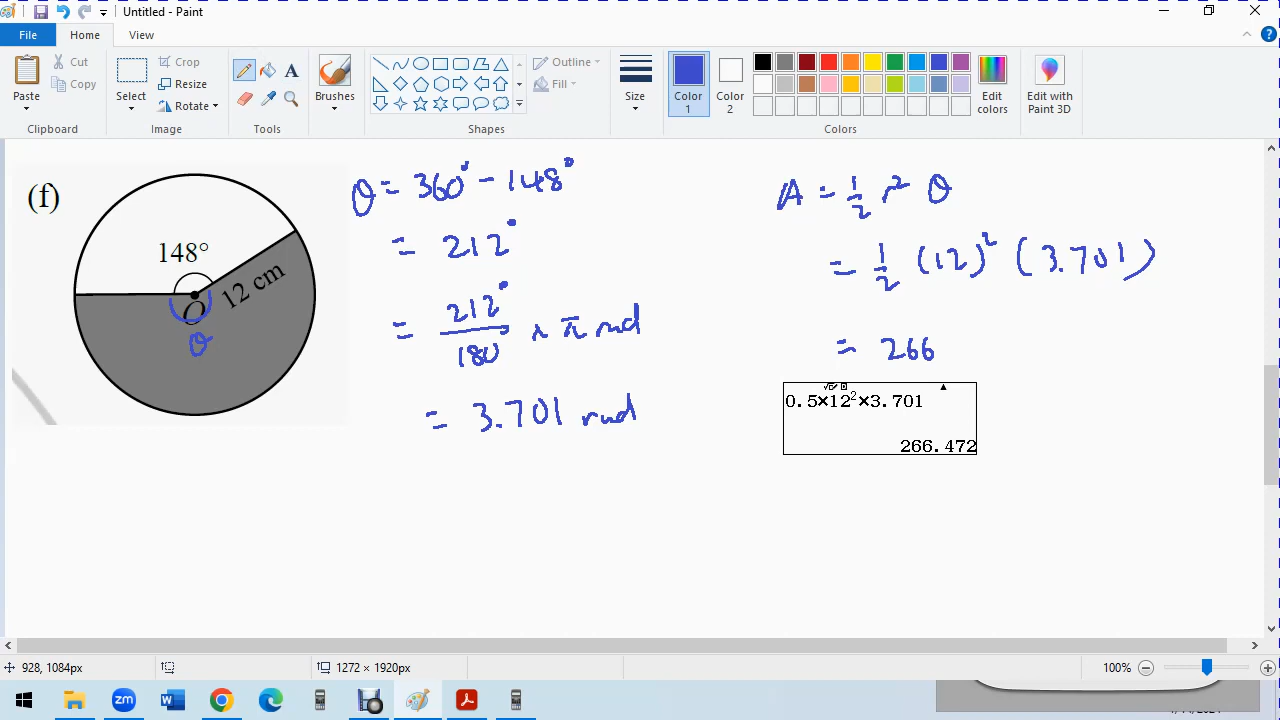 Untitled - Paint
File Home View
Paste
Cut
Copy
Clipboard
Select
Crop
Resize
Rotate
Image
Tools
Brushes
Outline
Fill
Shapes
Size
Color 1
Color 2
Edit colors
Colors
Edit with Paint 3D
(f)
148°
12 cm
O
θ
θ = 360° - 148°
= 212°
= 212° / 180 × π rad
= 3.701 rad
A = 1/2 r² θ
= 1/2 (12)² (3.701)
= 266
0.5×12²×3.701
266.472
928, 1084px
1272 × 1920px
100%
zm
W